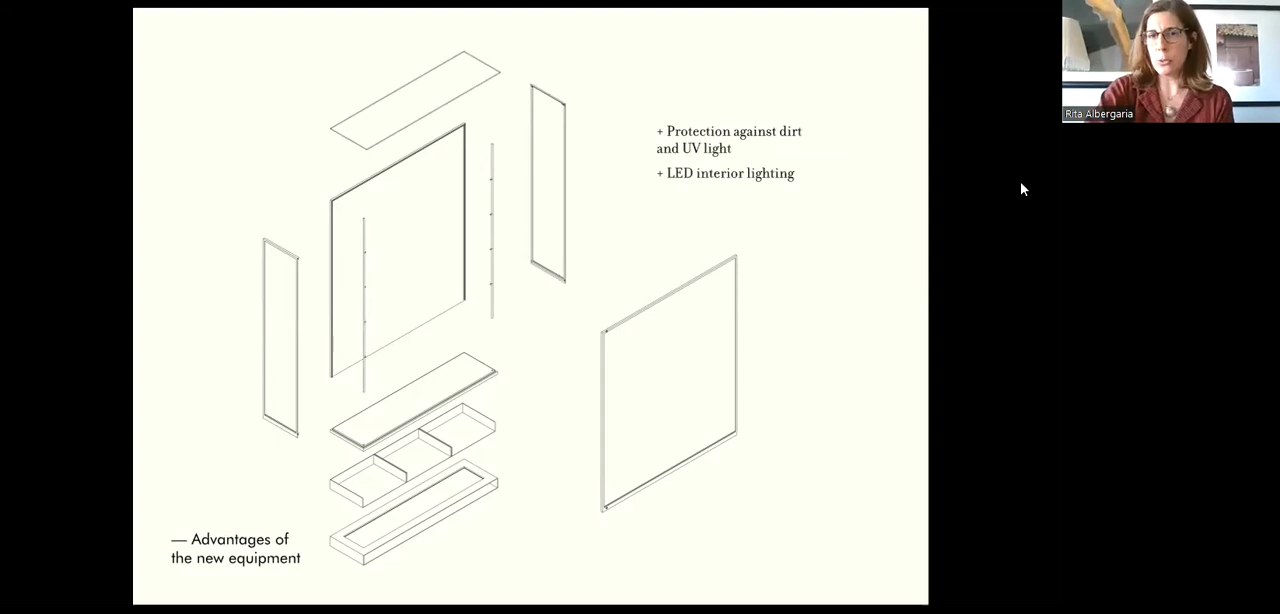 + Protection against dirt
and UV light
+ LED interior lighting
— Advantages of
the new equipment
Rita Albergaria